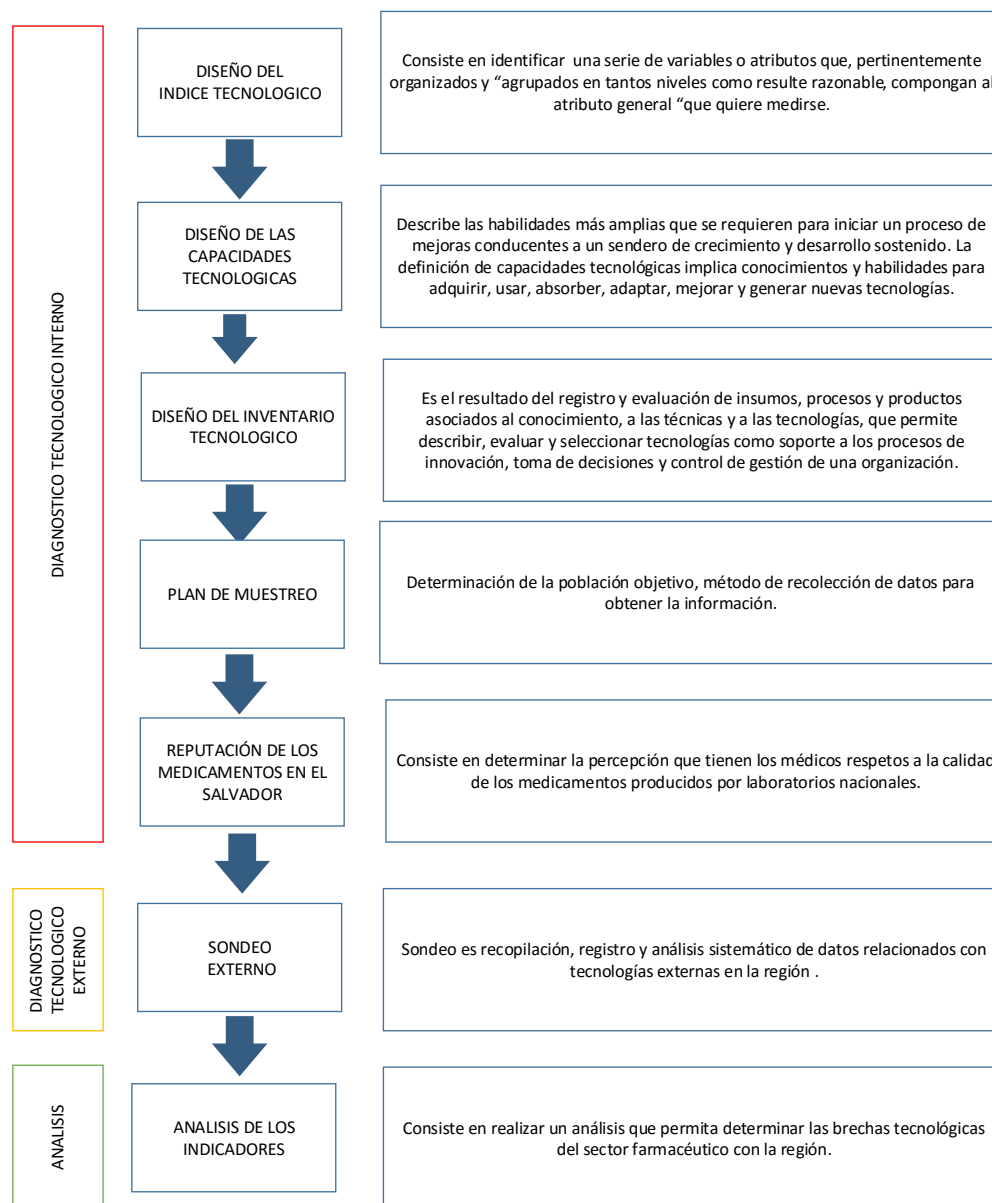 DIAGNOSTICO TECNOLOGICO INTERNO
DISEÑO DEL
INDICE TECNOLOGICO
Consiste en identificar una serie de variables o atributos que, pertinentemente
organizados y “agrupados en tantos niveles como resulte razonable, compongan al
atributo general “que quiere medirse.
DISEÑO DE LAS
CAPACIDADES
TECNOLOGICAS
Describe las habilidades más amplias que se requieren para iniciar un proceso de
mejoras conducentes a un sendero de crecimiento y desarrollo sostenido. La
definición de capacidades tecnológicas implica conocimientos y habilidades para
adquirir, usar, absorber, adaptar, mejorar y generar nuevas tecnologías.
DISEÑO DEL INVENTARIO
TECNOLOGICO
Es el resultado del registro y evaluación de insumos, procesos y productos
asociados al conocimiento, a las técnicas y a las tecnologías, que permite
describir, evaluar y seleccionar tecnologías como soporte a los procesos de
innovación, toma de decisiones y control de gestión de una organización.
PLAN DE MUESTREO
Determinación de la población objetivo, método de recolección de datos para
obtener la información.
REPUTACIÓN DE LOS
MEDICAMENTOS EN EL
SALVADOR
Consiste en determinar la percepción que tienen los médicos respetos a la calidad
de los medicamentos producidos por laboratorios nacionales.
DIAGNOSTICO
TECNOLOGICO
EXTERNO
SONDEO
EXTERNO
Sondeo es recopilación, registro y análisis sistemático de datos relacionados con
tecnologías externas en la región .
ANALISIS
ANALISIS DE LOS
INDICADORES
Consiste en realizar un análisis que permita determinar las brechas tecnológicas
del sector farmacéutico con la región.